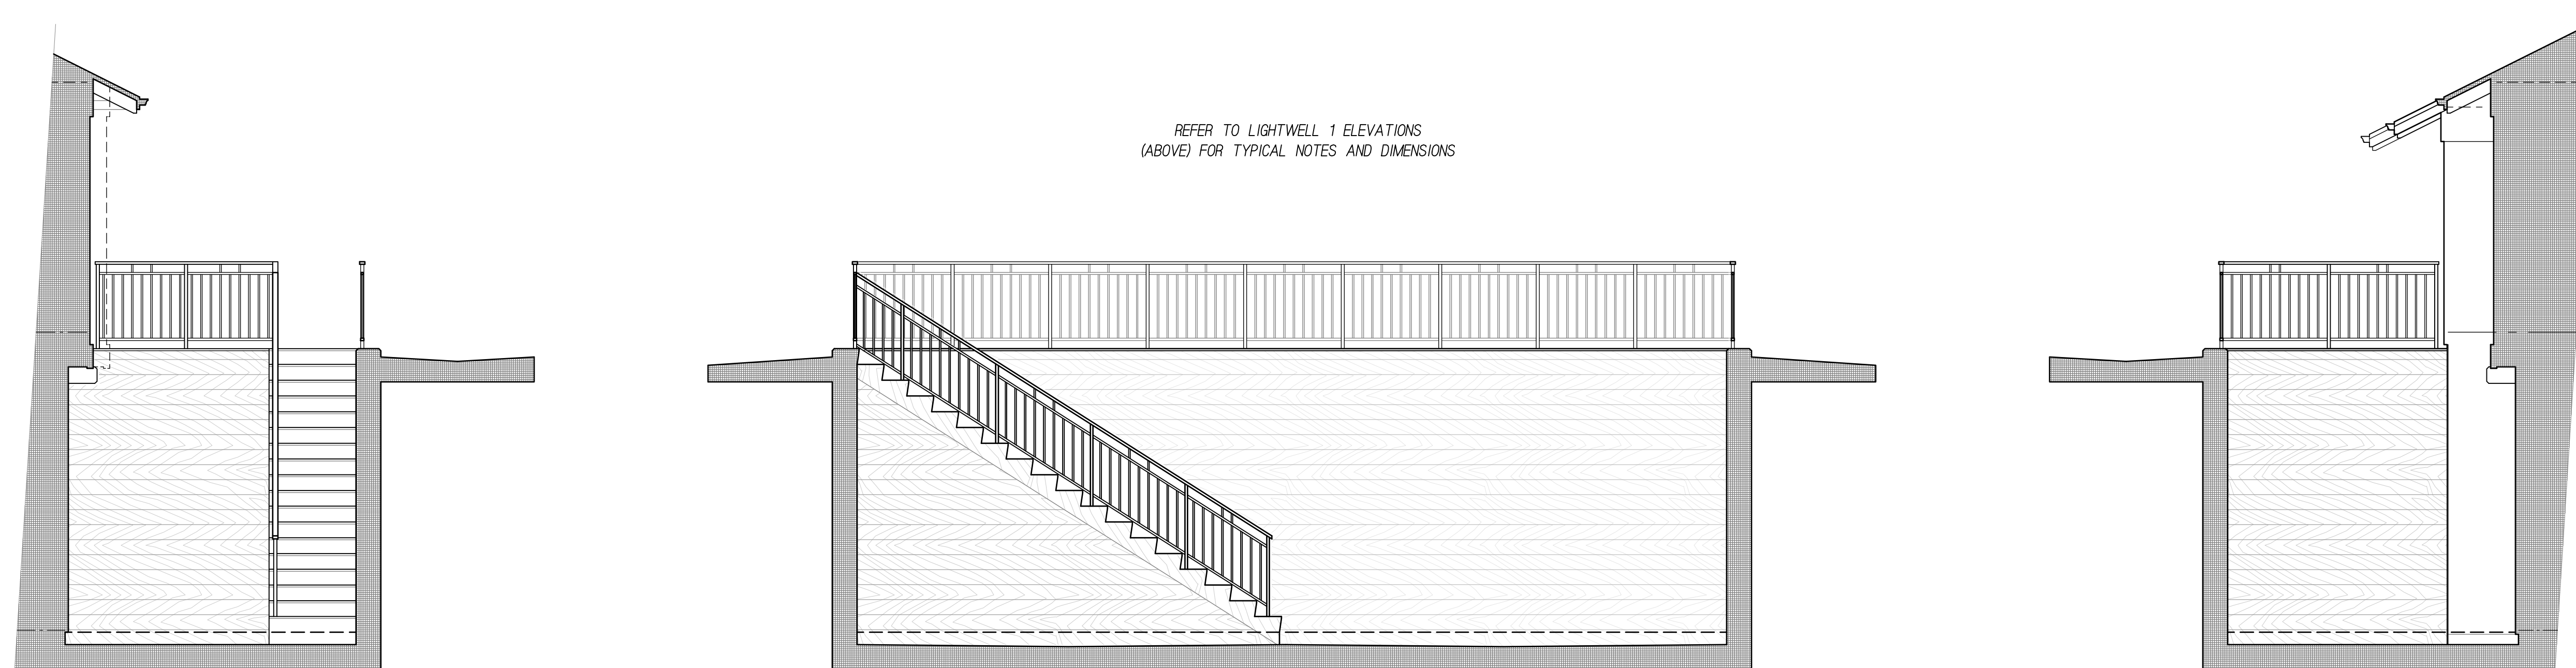 REFER TO LIGHTWELL 1 ELEVATIONS
(ABOVE) FOR TYPICAL NOTES AND DIMENSIONS